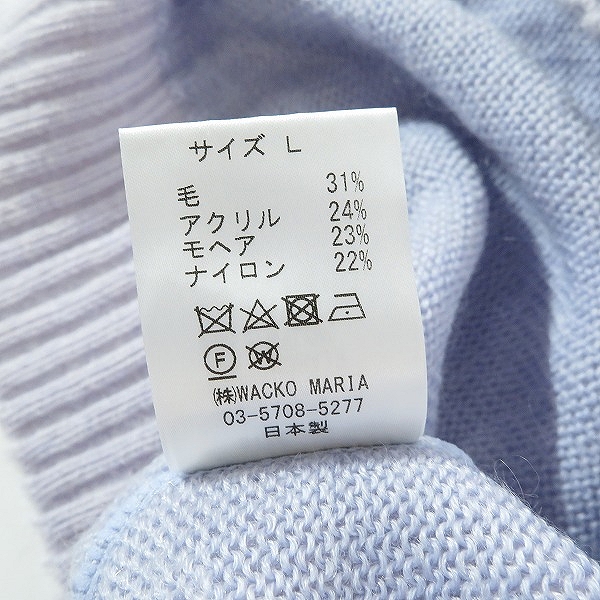 サイズ L
毛 31%
アクリル 24%
モヘア 23%
ナイロン 22%
F W
㈱WACKO MARIA
03-5708-5277
日本製